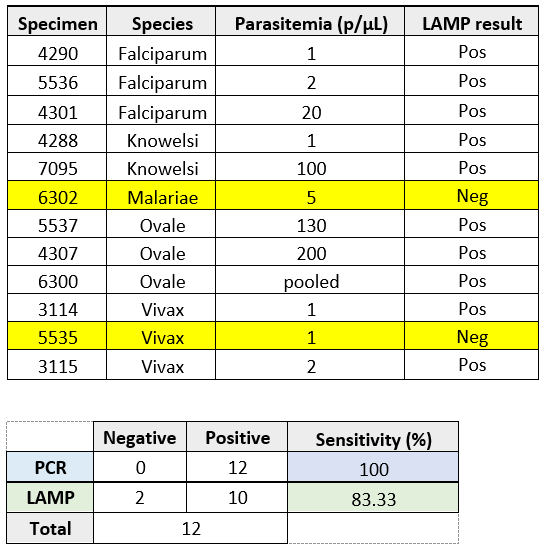 Specimen Species Parasitemia (p/µL) LAMP result
4290 Falciparum 1 Pos
5536 Falciparum 2 Pos
4301 Falciparum 20 Pos
4288 Knowelsi 1 Pos
7095 Knowelsi 100 Pos
6302 Malariae 5 Neg
5537 Ovale 130 Pos
4307 Ovale 200 Pos
6300 Ovale pooled Pos
3114 Vivax 1 Pos
5535 Vivax 1 Neg
3115 Vivax 2 Pos
Negative Positive Sensitivity (%)
PCR 0 12 100
LAMP 2 10 83.33
Total 12